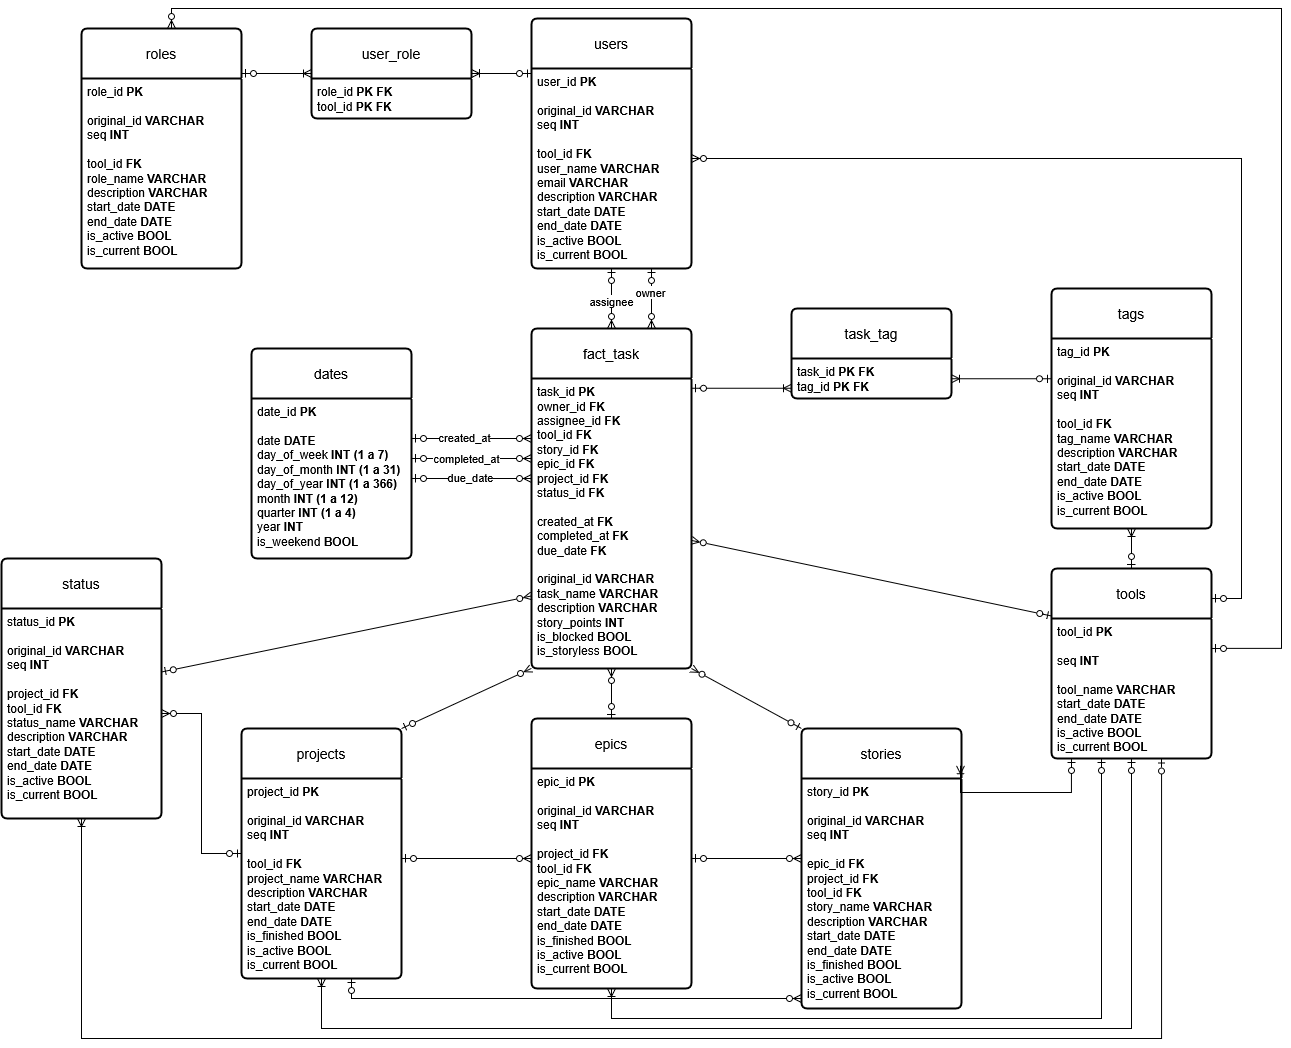 roles
role_id PK
original_id VARCHAR
seq INT
tool_id FK
role_name VARCHAR
description VARCHAR
start_date DATE
end_date DATE
is_active BOOL
is_current BOOL
user_role
role_id PK FK
tool_id PK FK
users
user_id PK
original_id VARCHAR
seq INT
tool_id FK
user_name VARCHAR
email VARCHAR
description VARCHAR
start_date DATE
end_date DATE
is_active BOOL
is_current BOOL
assignee
owner
dates
date_id PK
date DATE
day_of_week INT (1 a 7)
day_of_month INT (1 a 31)
day_of_year INT (1 a 366)
month INT (1 a 12)
quarter INT (1 a 4)
year INT
is_weekend BOOL
created_at
completed_at
due_date
fact_task
task_id PK
owner_id FK
assignee_id FK
tool_id FK
story_id FK
epic_id FK
project_id FK
status_id FK
created_at FK
completed_at FK
due_date FK
original_id VARCHAR
task_name VARCHAR
description VARCHAR
story_points INT
is_blocked BOOL
is_storyless BOOL
task_tag
task_id PK FK
tag_id PK FK
tags
tag_id PK
original_id VARCHAR
seq INT
tool_id FK
tag_name VARCHAR
description VARCHAR
start_date DATE
end_date DATE
is_active BOOL
is_current BOOL
status
status_id PK
original_id VARCHAR
seq INT
project_id FK
tool_id FK
status_name VARCHAR
description VARCHAR
start_date DATE
end_date DATE
is_active BOOL
is_current BOOL
tools
tool_id PK
seq INT
tool_name VARCHAR
start_date DATE
end_date DATE
is_active BOOL
is_current BOOL
projects
project_id PK
original_id VARCHAR
seq INT
tool_id FK
project_name VARCHAR
description VARCHAR
start_date DATE
end_date DATE
is_finished BOOL
is_active BOOL
is_current BOOL
epics
epic_id PK
original_id VARCHAR
seq INT
project_id FK
tool_id FK
epic_name VARCHAR
description VARCHAR
start_date DATE
end_date DATE
is_finished BOOL
is_active BOOL
is_current BOOL
stories
story_id PK
original_id VARCHAR
seq INT
epic_id FK
project_id FK
tool_id FK
story_name VARCHAR
description VARCHAR
start_date DATE
end_date DATE
is_finished BOOL
is_active BOOL
is_current BOOL